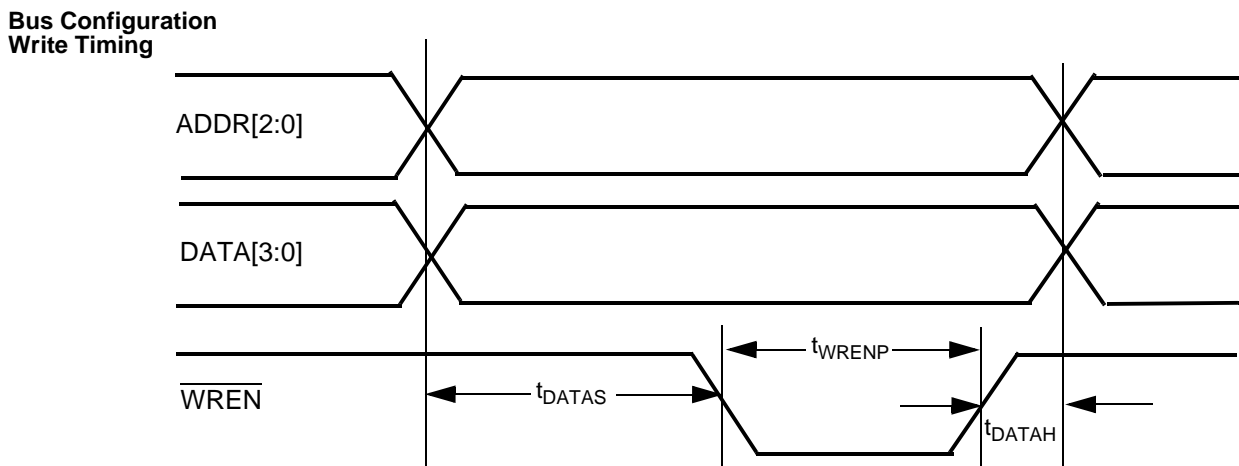 Bus Configuration
Write Timing
ADDR[2:0]
DATA[3:0]
tWRENP
WREN
tDATAS
tDATAH